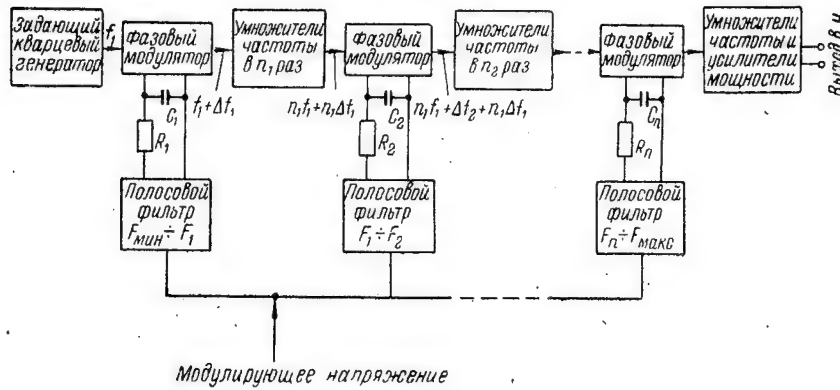 Задающий
кварцевый
генератор
f₁
Фазовый
модулятор
Умножители
частоты
в n₁ раз
Фазовый
модулятор
Умножители
частоты
в n₂ раз
Фазовый
модулятор
Умножители
частоты и
усилители
мощности
Выход в ч
C₁
f₁+Δf₁
n₁f₁+n₁Δf₁
C₂
n₁f₁+Δf₂+n₁Δf₁
Cₙ
R₁
R₂
Rₙ
Полосовой
фильтр
Fмин÷F₁
Полосовой
фильтр
F₁÷F₂
Полосовой
фильтр
Fₙ÷Fмакс
Модулирующее напряжение